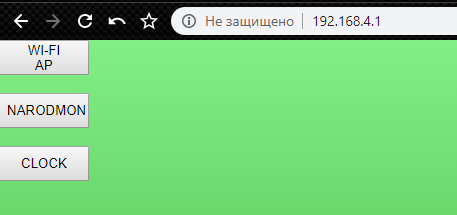 Не защищено 192.168.4.1
WI-FI
AP
NARODMON
CLOCK